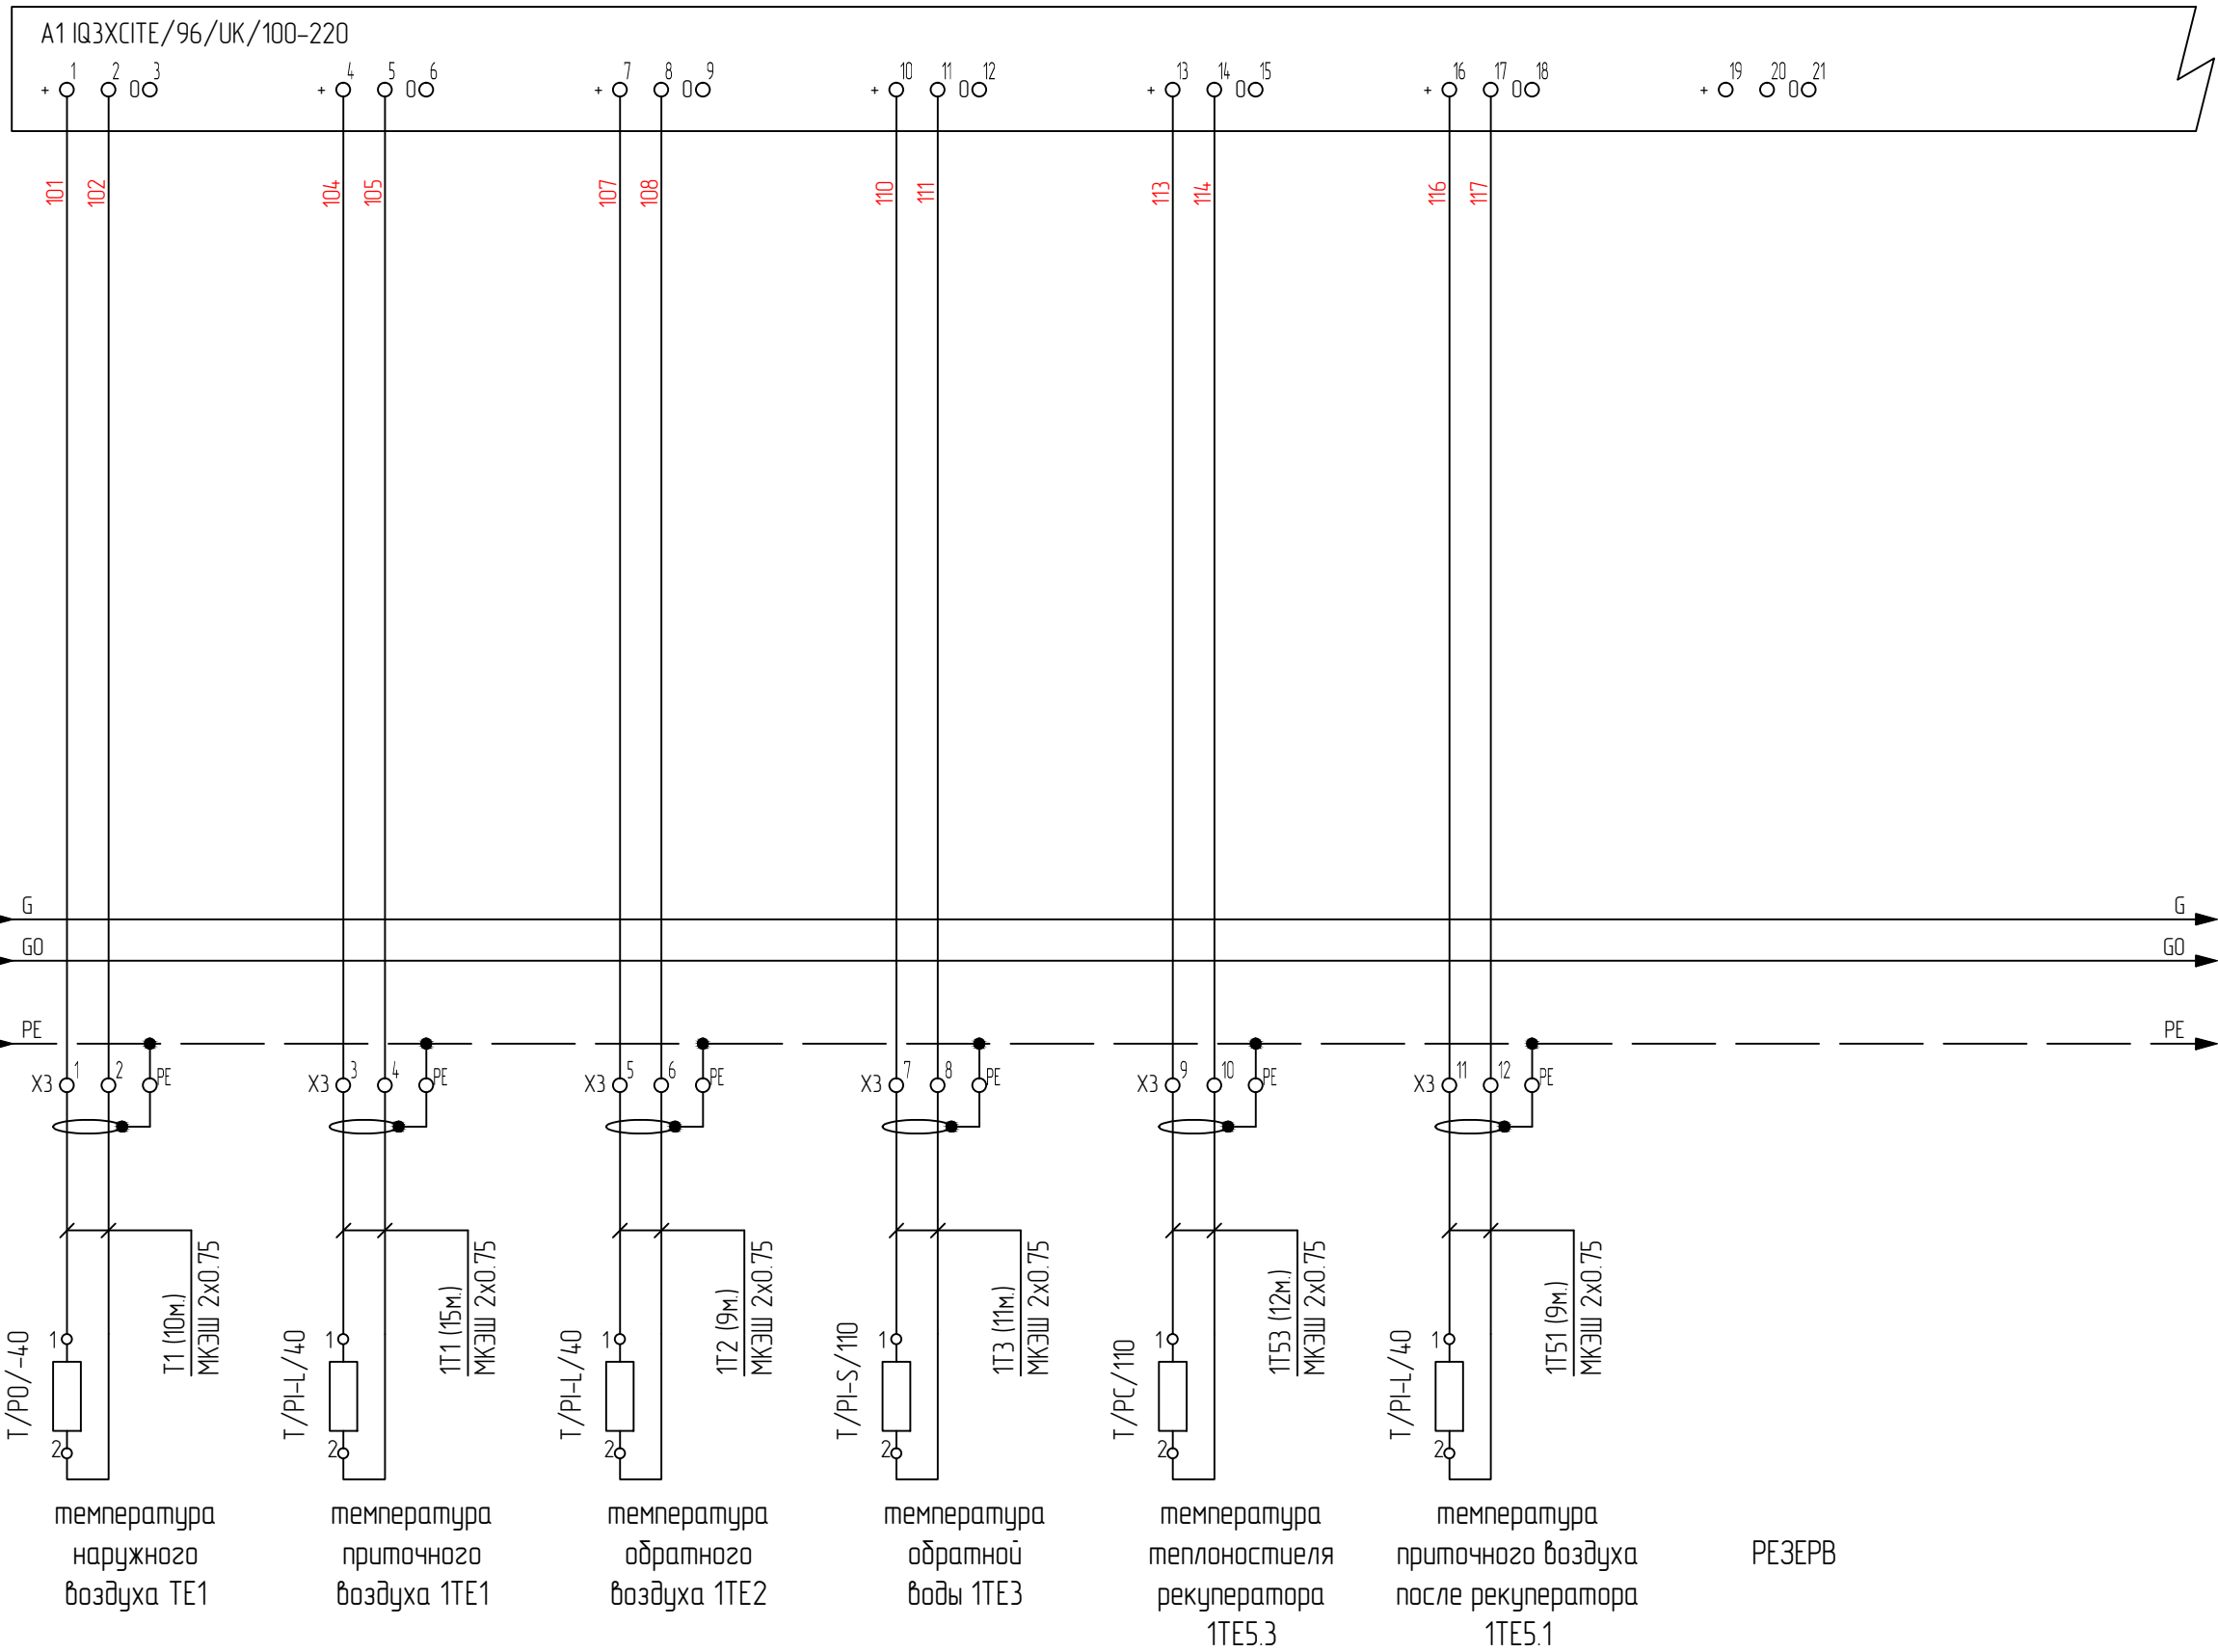 A1 IQ3XCITE/96/UK/100-220
+ 1 2 0 3 + 4 5 0 6 + 7 8 0 9 + 10 11 0 12 + 13 14 0 15 + 16 17 0 18 + 19 20 0 21
101 102 104 105 107 108 110 111 113 114 116 117
G G
G0 G0
PE PE
X3 1 2 PE X3 3 4 PE X3 5 6 PE X3 7 8 PE X3 9 10 PE X3 11 12 PE
T/PO/-40
1
2
T1 (10м.)
МКЭШ 2x0.75
T/PI-L/40
1
2
1T1 (15м.)
МКЭШ 2x0.75
T/PI-L/40
1
2
1T2 (9м.)
МКЭШ 2x0.75
T/PI-S/110
1
2
1T3 (11м.)
МКЭШ 2x0.75
T/PC/110
1
2
1T53 (12м.)
МКЭШ 2x0.75
T/PI-L/40
1
2
1T51 (9м.)
МКЭШ 2x0.75
температура
наружного
воздуха TE1
температура
приточного
воздуха 1TE1
температура
обратного
воздуха 1TE2
температура
обратной
воды 1TE3
температура
теплоностиеля
рекуператора
1TE5.3
температура
приточного воздуха
после рекуператора
1TE5.1
РЕЗЕРВ